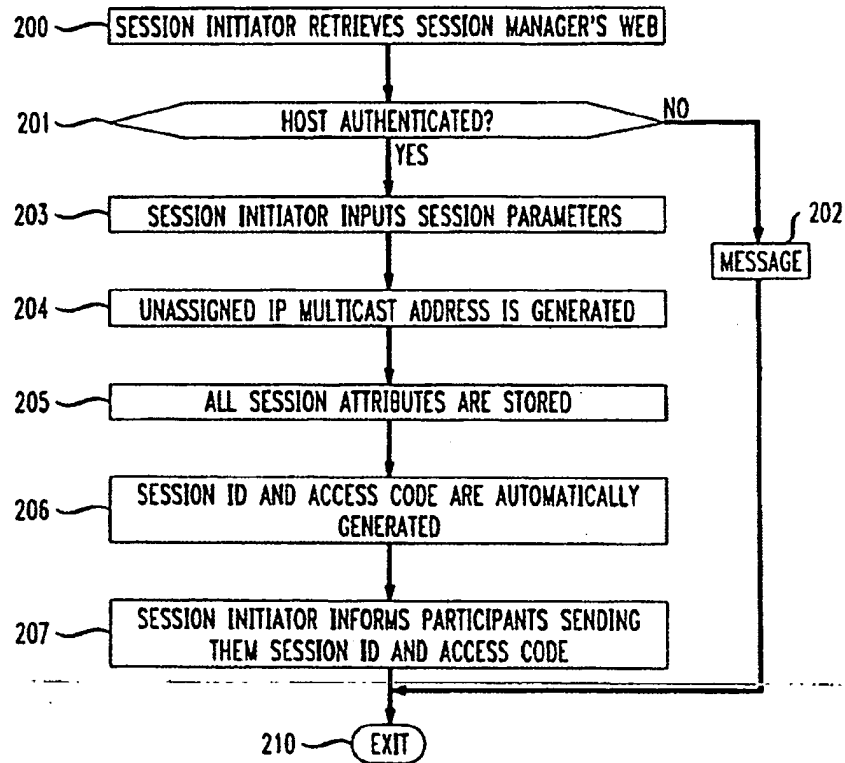 200 SESSION INITIATOR RETRIEVES SESSION MANAGER'S WEB
201 HOST AUTHENTICATED? NO
YES
203 SESSION INITIATOR INPUTS SESSION PARAMETERS
202
MESSAGE
204 UNASSIGNED IP MULTICAST ADDRESS IS GENERATED
205 ALL SESSION ATTRIBUTES ARE STORED
206 SESSION ID AND ACCESS CODE ARE AUTOMATICALLY
GENERATED
207 SESSION INITIATOR INFORMS PARTICIPANTS SENDING
THEM SESSION ID AND ACCESS CODE
210 EXIT